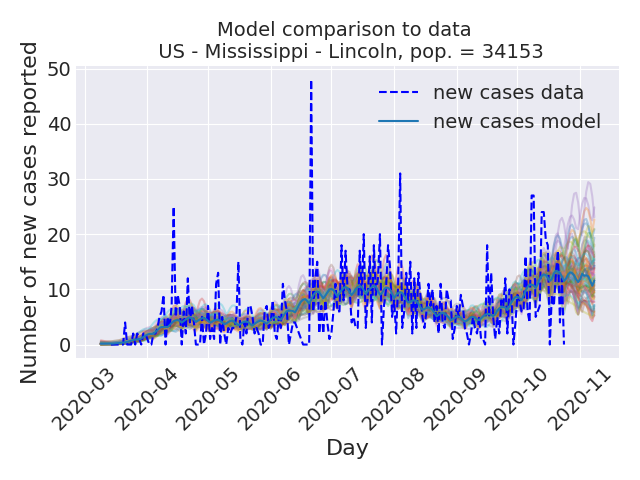 Model comparison to data
US - Mississippi - Lincoln, pop. = 34153
new cases data
new cases model
Number of new cases reported
50
40
30
20
10
0
2020-03
2020-04
2020-05
2020-06
2020-07
2020-08
2020-09
2020-10
2020-11
Day